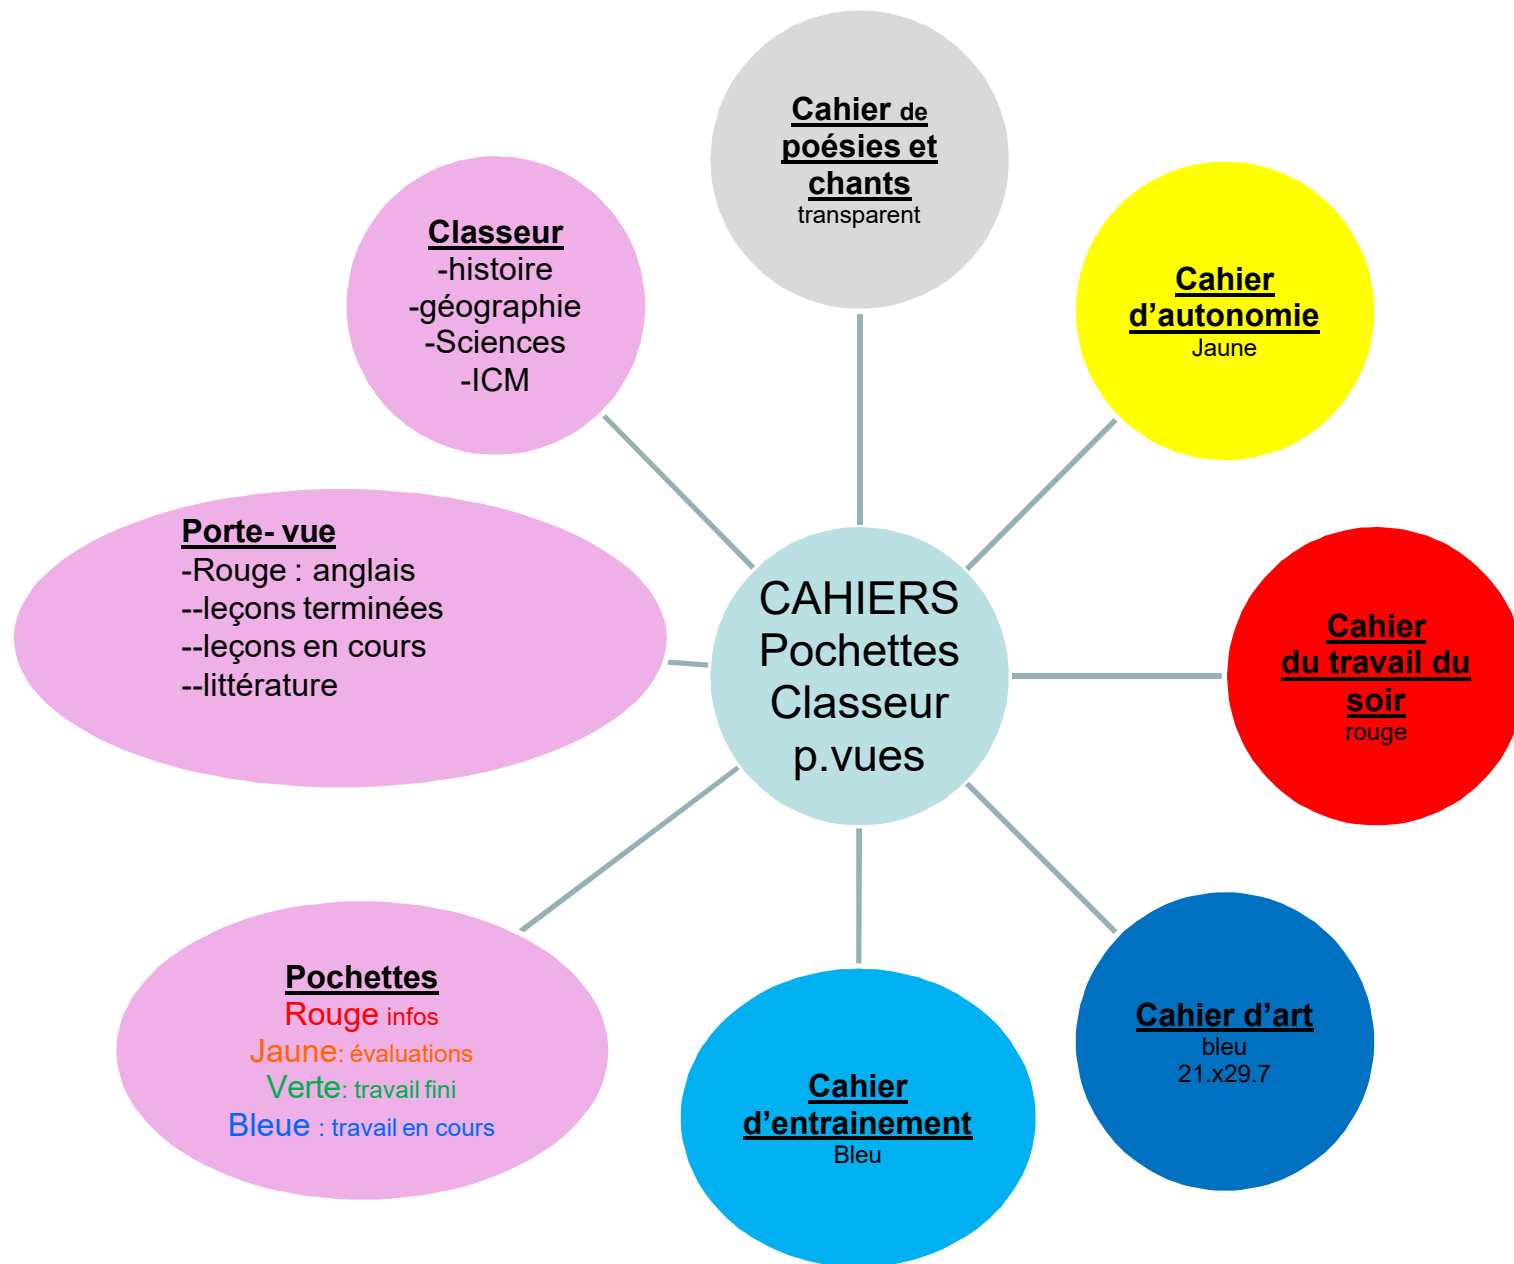 Cahier de
poésies et
chants
transparent
Classeur
-histoire
-géographie
-Sciences
-ICM
Cahier
d’autonomie
Jaune
Porte- vue
-Rouge : anglais
--leçons terminées
--leçons en cours
--littérature
CAHIERS
Pochettes
Classeur
p.vues
Cahier
du travail du
soir
rouge
Pochettes
Rouge infos
Jaune: évaluations
Verte: travail fini
Bleue : travail en cours
Cahier
d’entrainement
Bleu
Cahier d’art
bleu
21.x29.7